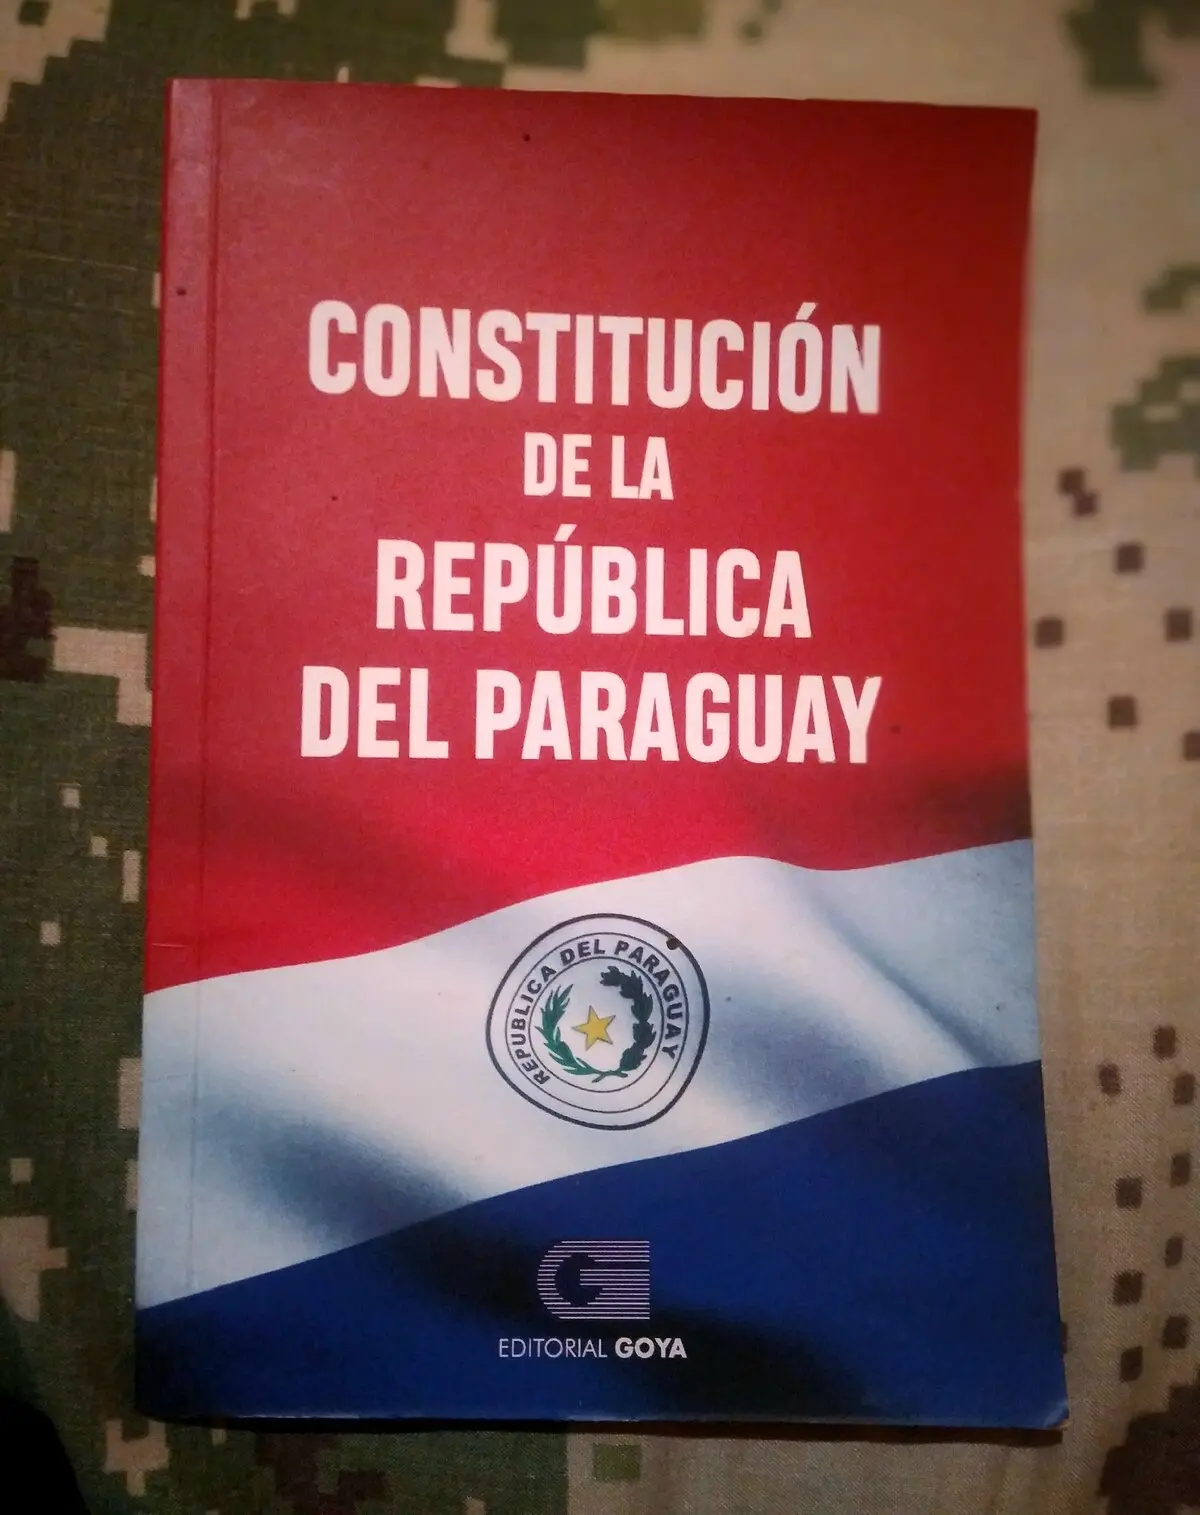 CONSTITUCIÓN
DE LA
REPÚBLICA
DEL PARAGUAY
REPUBLICA DEL PARAGUAY
EDITORIAL GOYA